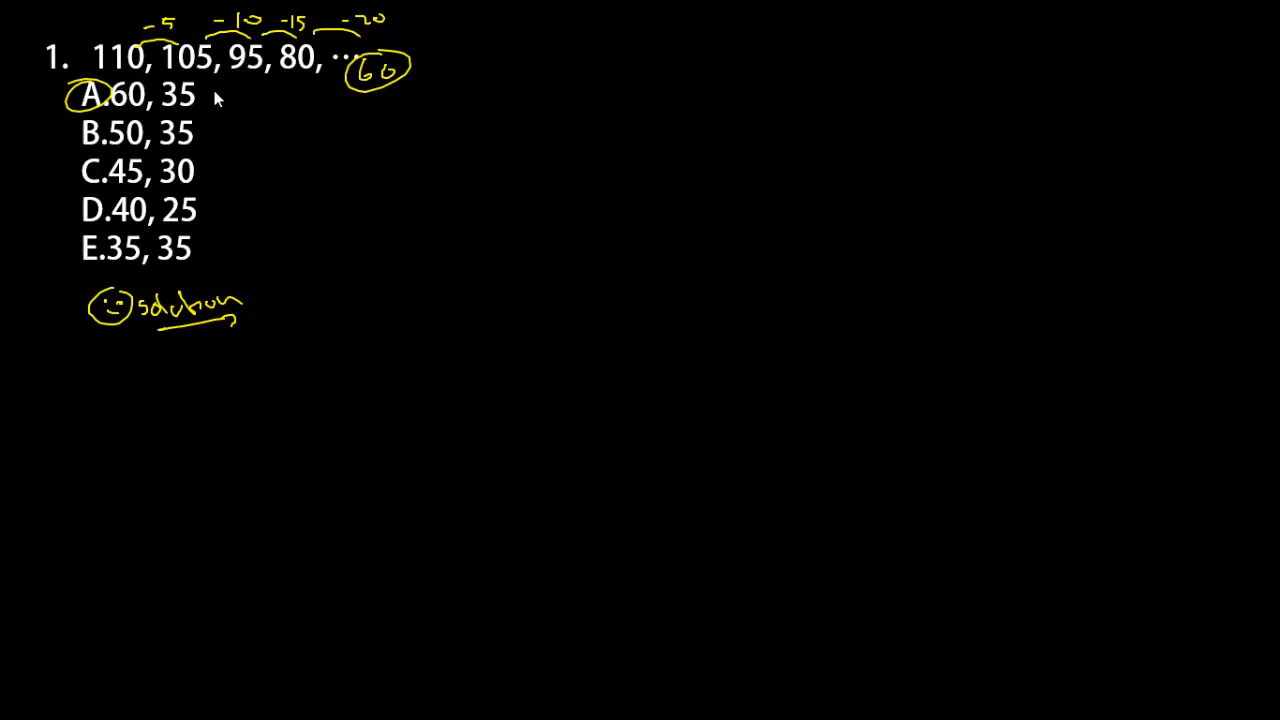 -5 -10 -15 -20
1. 110, 105, 95, 80, ... 60
A.60, 35
B.50, 35
C.45, 30
D.40, 25
E.35, 35
solution